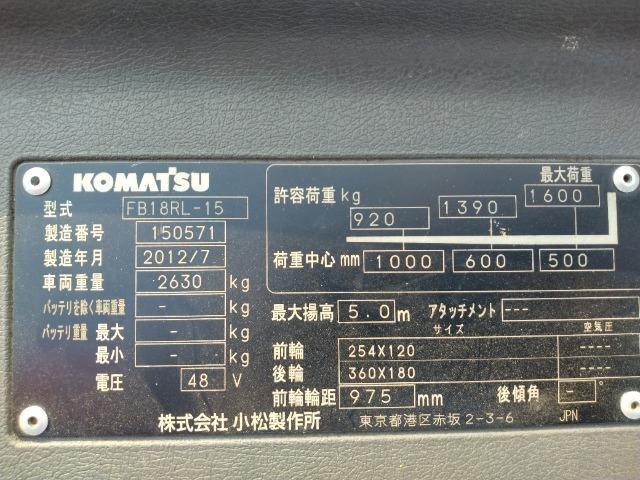 KOMATSU
型式 FB18RL-15
製造番号 150571
製造年月 2012/7
車両重量 2630 kg
バッテリを除く車両重量 - kg
バッテリ重量 最大 - kg
最小 - kg
電圧 48 V
最大荷重
許容荷重 kg 920 1390 1600
荷重中心 mm 1000 600 500
最大揚高 5.0 m アタッチメント ---
サイズ 空気圧
前輪 254X120 ----
後輪 360X180 ----
前輪輪距 975 mm 後傾角 - °
株式会社 小松製作所 東京都港区赤坂 2-3-6 JPN